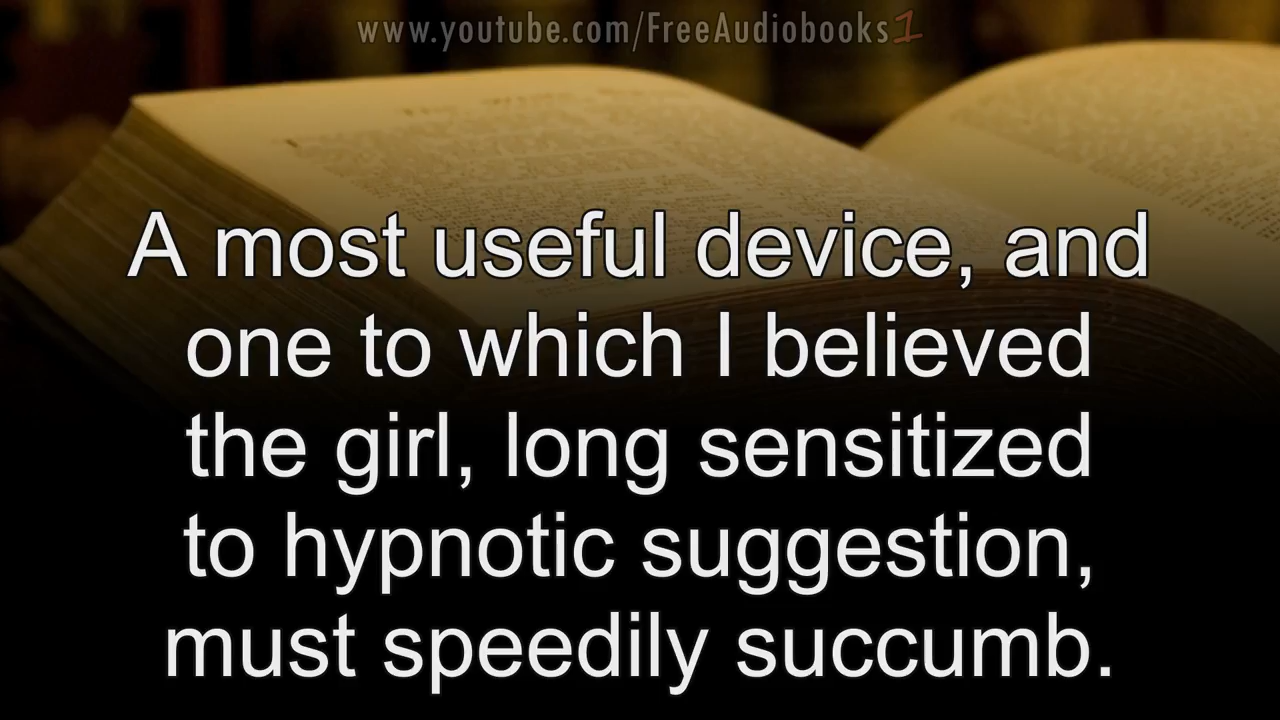 www.youtube.com/FreeAudiobooks1
A most useful device, and
one to which I believed
the girl, long sensitized
to hypnotic suggestion,
must speedily succumb.